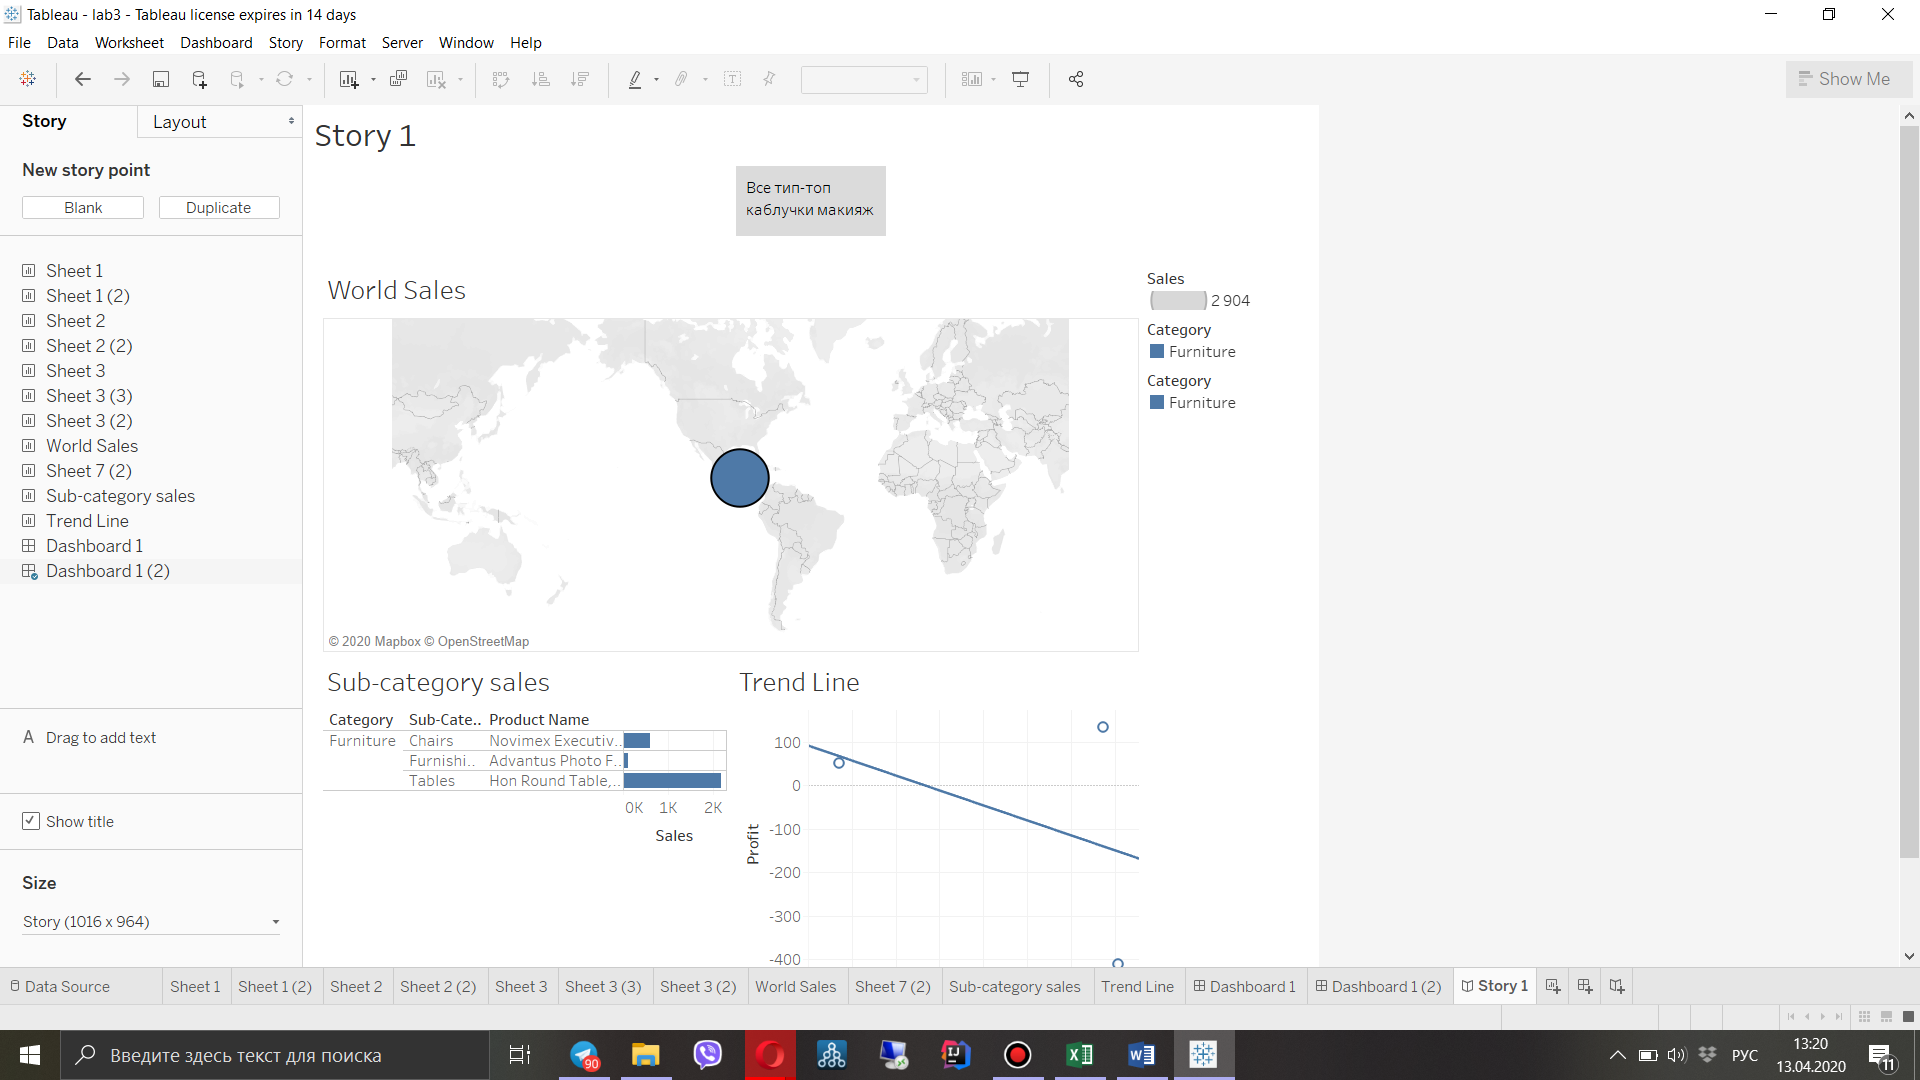 Tableau - lab3 - Tableau license expires in 14 days
File Data Worksheet Dashboard Story Format Server Window Help
Show Me
Story Layout
New story point
Blank Duplicate
Sheet 1
Sheet 1 (2)
Sheet 2
Sheet 2 (2)
Sheet 3
Sheet 3 (3)
Sheet 3 (2)
World Sales
Sheet 7 (2)
Sub-category sales
Trend Line
Dashboard 1
Dashboard 1 (2)
A Drag to add text
Show title
Size
Story (1016 x 964)
Story 1
Все тип-топ
каблучки макияж
World Sales
© 2020 Mapbox © OpenStreetMap
Sales
2 904
Category
Furniture
Category
Furniture
Sub-category sales
Category Sub-Cate.. Product Name
Furniture Chairs Novimex Executiv..
Furnishi.. Advantus Photo F..
Tables Hon Round Table,..
0K 1K 2K
Sales
Trend Line
Profit
100
0
-100
-200
-300
-400
Data Source Sheet 1 Sheet 1 (2) Sheet 2 Sheet 2 (2) Sheet 3 Sheet 3 (3) Sheet 3 (2) World Sales Sheet 7 (2) Sub-category sales Trend Line Dashboard 1 Dashboard 1 (2) Story 1
Введите здесь текст для поиска
90
РУС
13:20
13.04.2020
11